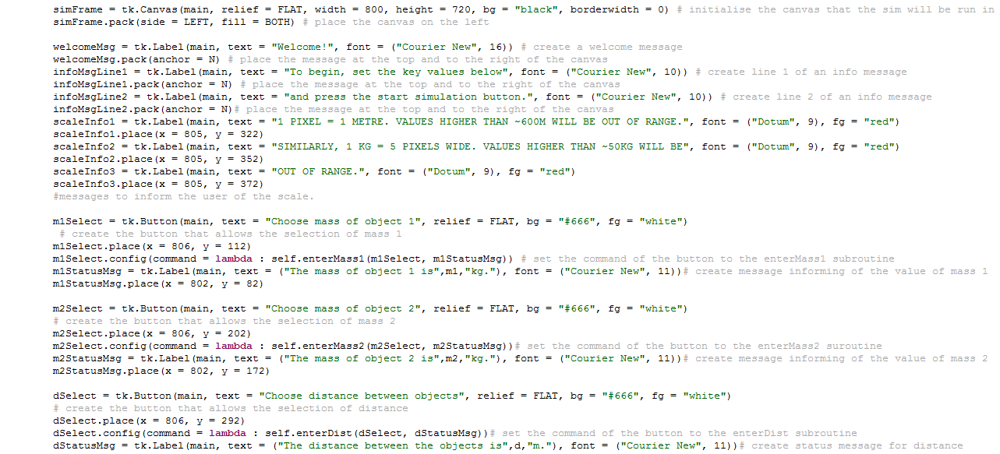 simFrame = tk.Canvas(main, relief = FLAT, width = 800, height = 720, bg = "black", borderwidth = 0) # initialise the canvas that the sim will be run in
simFrame.pack(side = LEFT, fill = BOTH) # place the canvas on the left
welcomeMsg = tk.Label(main, text = "Welcome!", font = ("Courier New", 16)) # create a welcome message
welcomeMsg.pack(anchor = N) # place the message at the top and to the right of the canvas
infoMsgLine1 = tk.Label(main, text = "To begin, set the key values below", font = ("Courier New", 10)) # create line 1 of an info message
infoMsgLine1.pack(anchor = N) # place the message at the top and to the right of the canvas
infoMsgLine2 = tk.Label(main, text = "and press the start simulation button.", font = ("Courier New", 10)) # create line 2 of an info message
infoMsgLine2.pack(anchor = N)# place the message at the top and to the right of the canvas
scaleInfo1 = tk.Label(main, text = "1 PIXEL = 1 METRE. VALUES HIGHER THAN ~600M WILL BE OUT OF RANGE.", font = ("Dotum", 9), fg = "red")
scaleInfo1.place(x = 805, y = 322)
scaleInfo2 = tk.Label(main, text = "SIMILARLY, 1 KG = 5 PIXELS WIDE. VALUES HIGHER THAN ~50KG WILL BE", font = ("Dotum", 9), fg = "red")
scaleInfo2.place(x = 805, y = 352)
scaleInfo3 = tk.Label(main, text = "OUT OF RANGE.", font = ("Dotum", 9), fg = "red")
scaleInfo3.place(x = 805, y = 372)
#messages to inform the user of the scale.
m1Select = tk.Button(main, text = "Choose mass of object 1", relief = FLAT, bg = "#666", fg = "white")
# create the button that allows the selection of mass 1
m1Select.place(x = 806, y = 112)
m1Select.config(command = lambda : self.enterMass1(m1Select, m1StatusMsg)) # set the command of the button to the enterMass1 subroutine
m1StatusMsg = tk.Label(main, text = ("The mass of object 1 is",m1,"kg."), font = ("Courier New", 11))# create message informing of the value of mass 1
m1StatusMsg.place(x = 802, y = 82)
m2Select = tk.Button(main, text = "Choose mass of object 2", relief = FLAT, bg = "#666", fg = "white")
# create the button that allows the selection of mass 2
m2Select.place(x = 806, y = 202)
m2Select.config(command = lambda : self.enterMass2(m2Select, m2StatusMsg))# set the command of the button to the enterMass2 suroutine
m2StatusMsg = tk.Label(main, text = ("The mass of object 2 is",m2,"kg."), font = ("Courier New", 11))# create message informing of the value of mass 2
m2StatusMsg.place(x = 802, y = 172)
dSelect = tk.Button(main, text = "Choose distance between objects", relief = FLAT, bg = "#666", fg = "white")
# create the button that allows the selection of distance
dSelect.place(x = 806, y = 292)
dSelect.config(command = lambda : self.enterDist(dSelect, dStatusMsg))# set the command of the button to the enterDist subroutine
dStatusMsg = tk.Label(main, text = ("The distance between the objects is",d,"m."), font = ("Courier New", 11))# create status message for distance